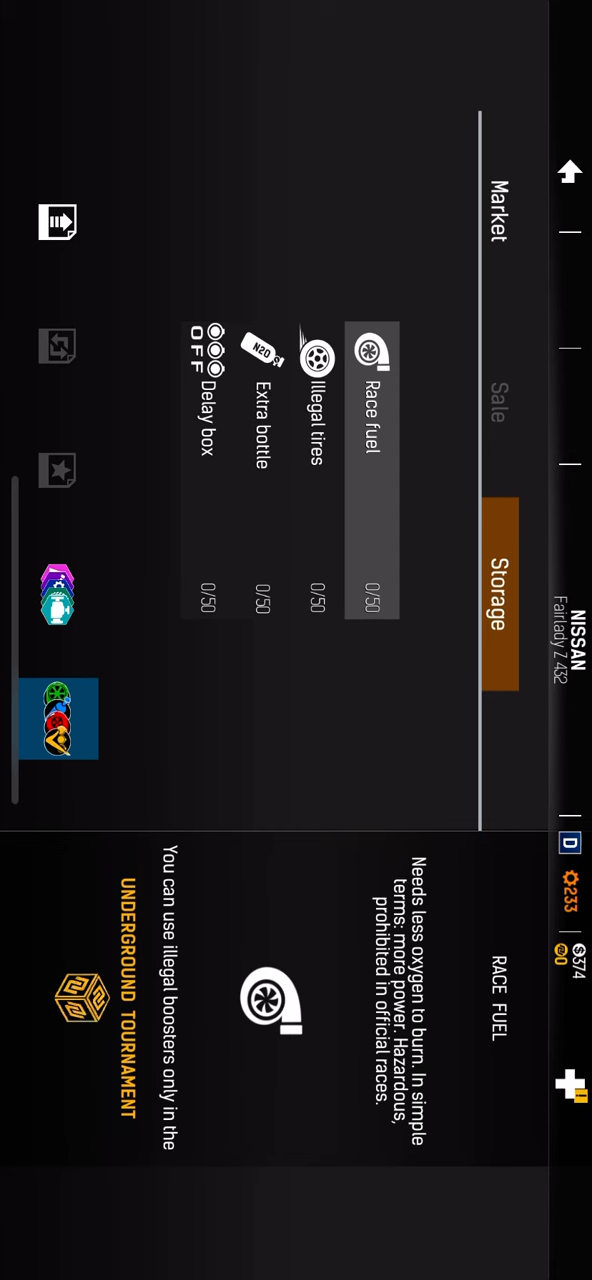 NISSAN
Fairlady Z 432
D
233
$374
0
!
Market
Sale
Storage
Race fuel
0/50
Illegal tires
0/50
N2O
Extra bottle
0/50
OFF
Delay box
0/50
RACE FUEL
Needs less oxygen to burn. In simple
terms: more power. Hazardous,
prohibited in official races.
You can use illegal boosters only in the
UNDERGROUND TOURNAMENT